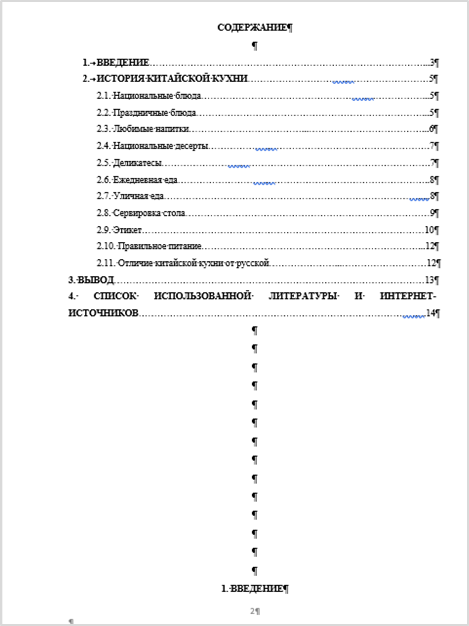 СОДЕРЖАНИЕ¶
¶
1.→ВВЕДЕНИЕ........3¶
2.→ИСТОРИЯ·КИТАЙСКОЙ·КУХНИ........5¶
2.1.·Национальные·блюда........5¶
2.2.·Праздничные·блюда........5¶
2.3.·Любимые·напитки........6¶
2.4.·Национальные·десерты........7¶
2.5.·Деликатесы........7¶
2.6.·Ежедневная·еда........8¶
2.7.·Уличная·еда........8¶
2.8.·Сервировка·стола........9¶
2.9.·Этикет........10¶
2.10.·Правильное·питание........12¶
2.11.·Отличие·китайской·кухни·от·русской........12¶
3.·ВЫВОД........13¶
4.·СПИСОК·ИСПОЛЬЗОВАННОЙ·ЛИТЕРАТУРЫ·И·ИНТЕРНЕТ-
ИСТОЧНИКОВ........14¶
¶
¶
¶
¶
¶
¶
¶
¶
¶
¶
¶
¶
¶
¶
1.·ВВЕДЕНИЕ¶
2¶
¶